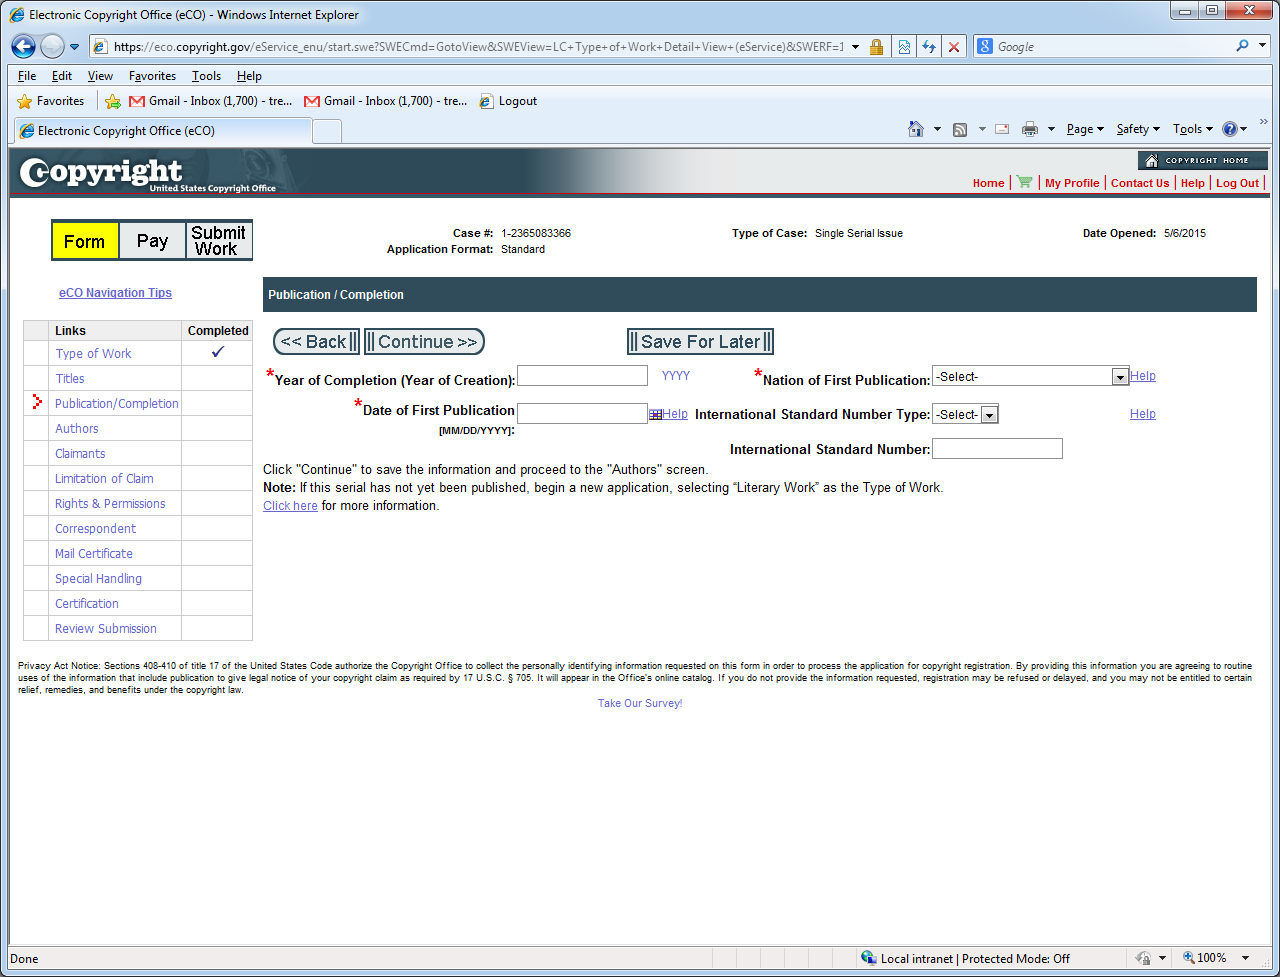 Electronic Copyright Office (eCO) - Windows Internet Explorer
https://eco.copyright.gov/eService_enu/start.swe?SWECmd=GotoView&SWEView=LC+Type+of+Work+Detail+View+(eService)&SWERF=1
Google
File Edit View Favorites Tools Help
Favorites Gmail - Inbox (1,700) - tre... Gmail - Inbox (1,700) - tre... Logout
Electronic Copyright Office (eCO)
Page Safety Tools »
Copyright
United States Copyright Office
COPYRIGHT HOME
Home | | My Profile | Contact Us | Help | Log Out |
Form Pay Submit Work
Case #: 1-2365083366 Type of Case: Single Serial Issue Date Opened: 5/6/2015
Application Format: Standard
eCO Navigation Tips
Publication / Completion
Links Completed
Type of Work ✓
Titles
Publication/Completion
Authors
Claimants
Limitation of Claim
Rights & Permissions
Correspondent
Mail Certificate
Special Handling
Certification
Review Submission
<< Back Continue >> Save For Later
*Year of Completion (Year of Creation): YYYY *Nation of First Publication: -Select- Help
*Date of First Publication Help International Standard Number Type: -Select- Help
[MM/DD/YYYY]:
International Standard Number:
Click "Continue" to save the information and proceed to the "Authors" screen.
Note: If this serial has not yet been published, begin a new application, selecting “Literary Work” as the Type of Work.
Click here for more information.
Privacy Act Notice: Sections 408-410 of title 17 of the United States Code authorize the Copyright Office to collect the personally identifying information requested on this form in order to process the application for copyright registration. By providing this information you are agreeing to routine
uses of the information that include publication to give legal notice of your copyright claim as required by 17 U.S.C. § 705. It will appear in the Office's online catalog. If you do not provide the information requested, registration may be refused or delayed, and you may not be entitled to certain
relief, remedies, and benefits under the copyright law.
Take Our Survey!
Done Local intranet | Protected Mode: Off 100%